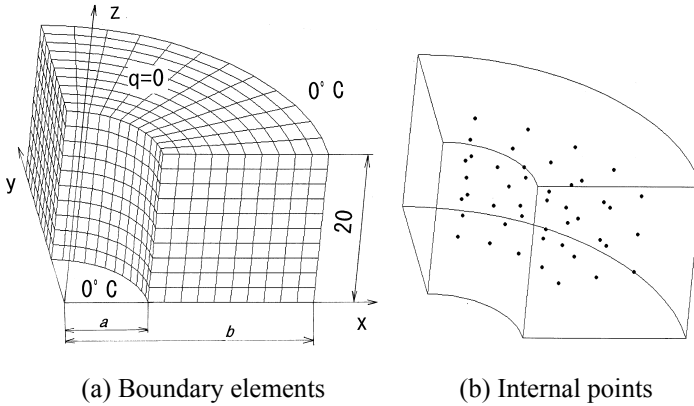 z
q=0
0° C
y
20
0° C
x
a
b
(a) Boundary elements
(b) Internal points